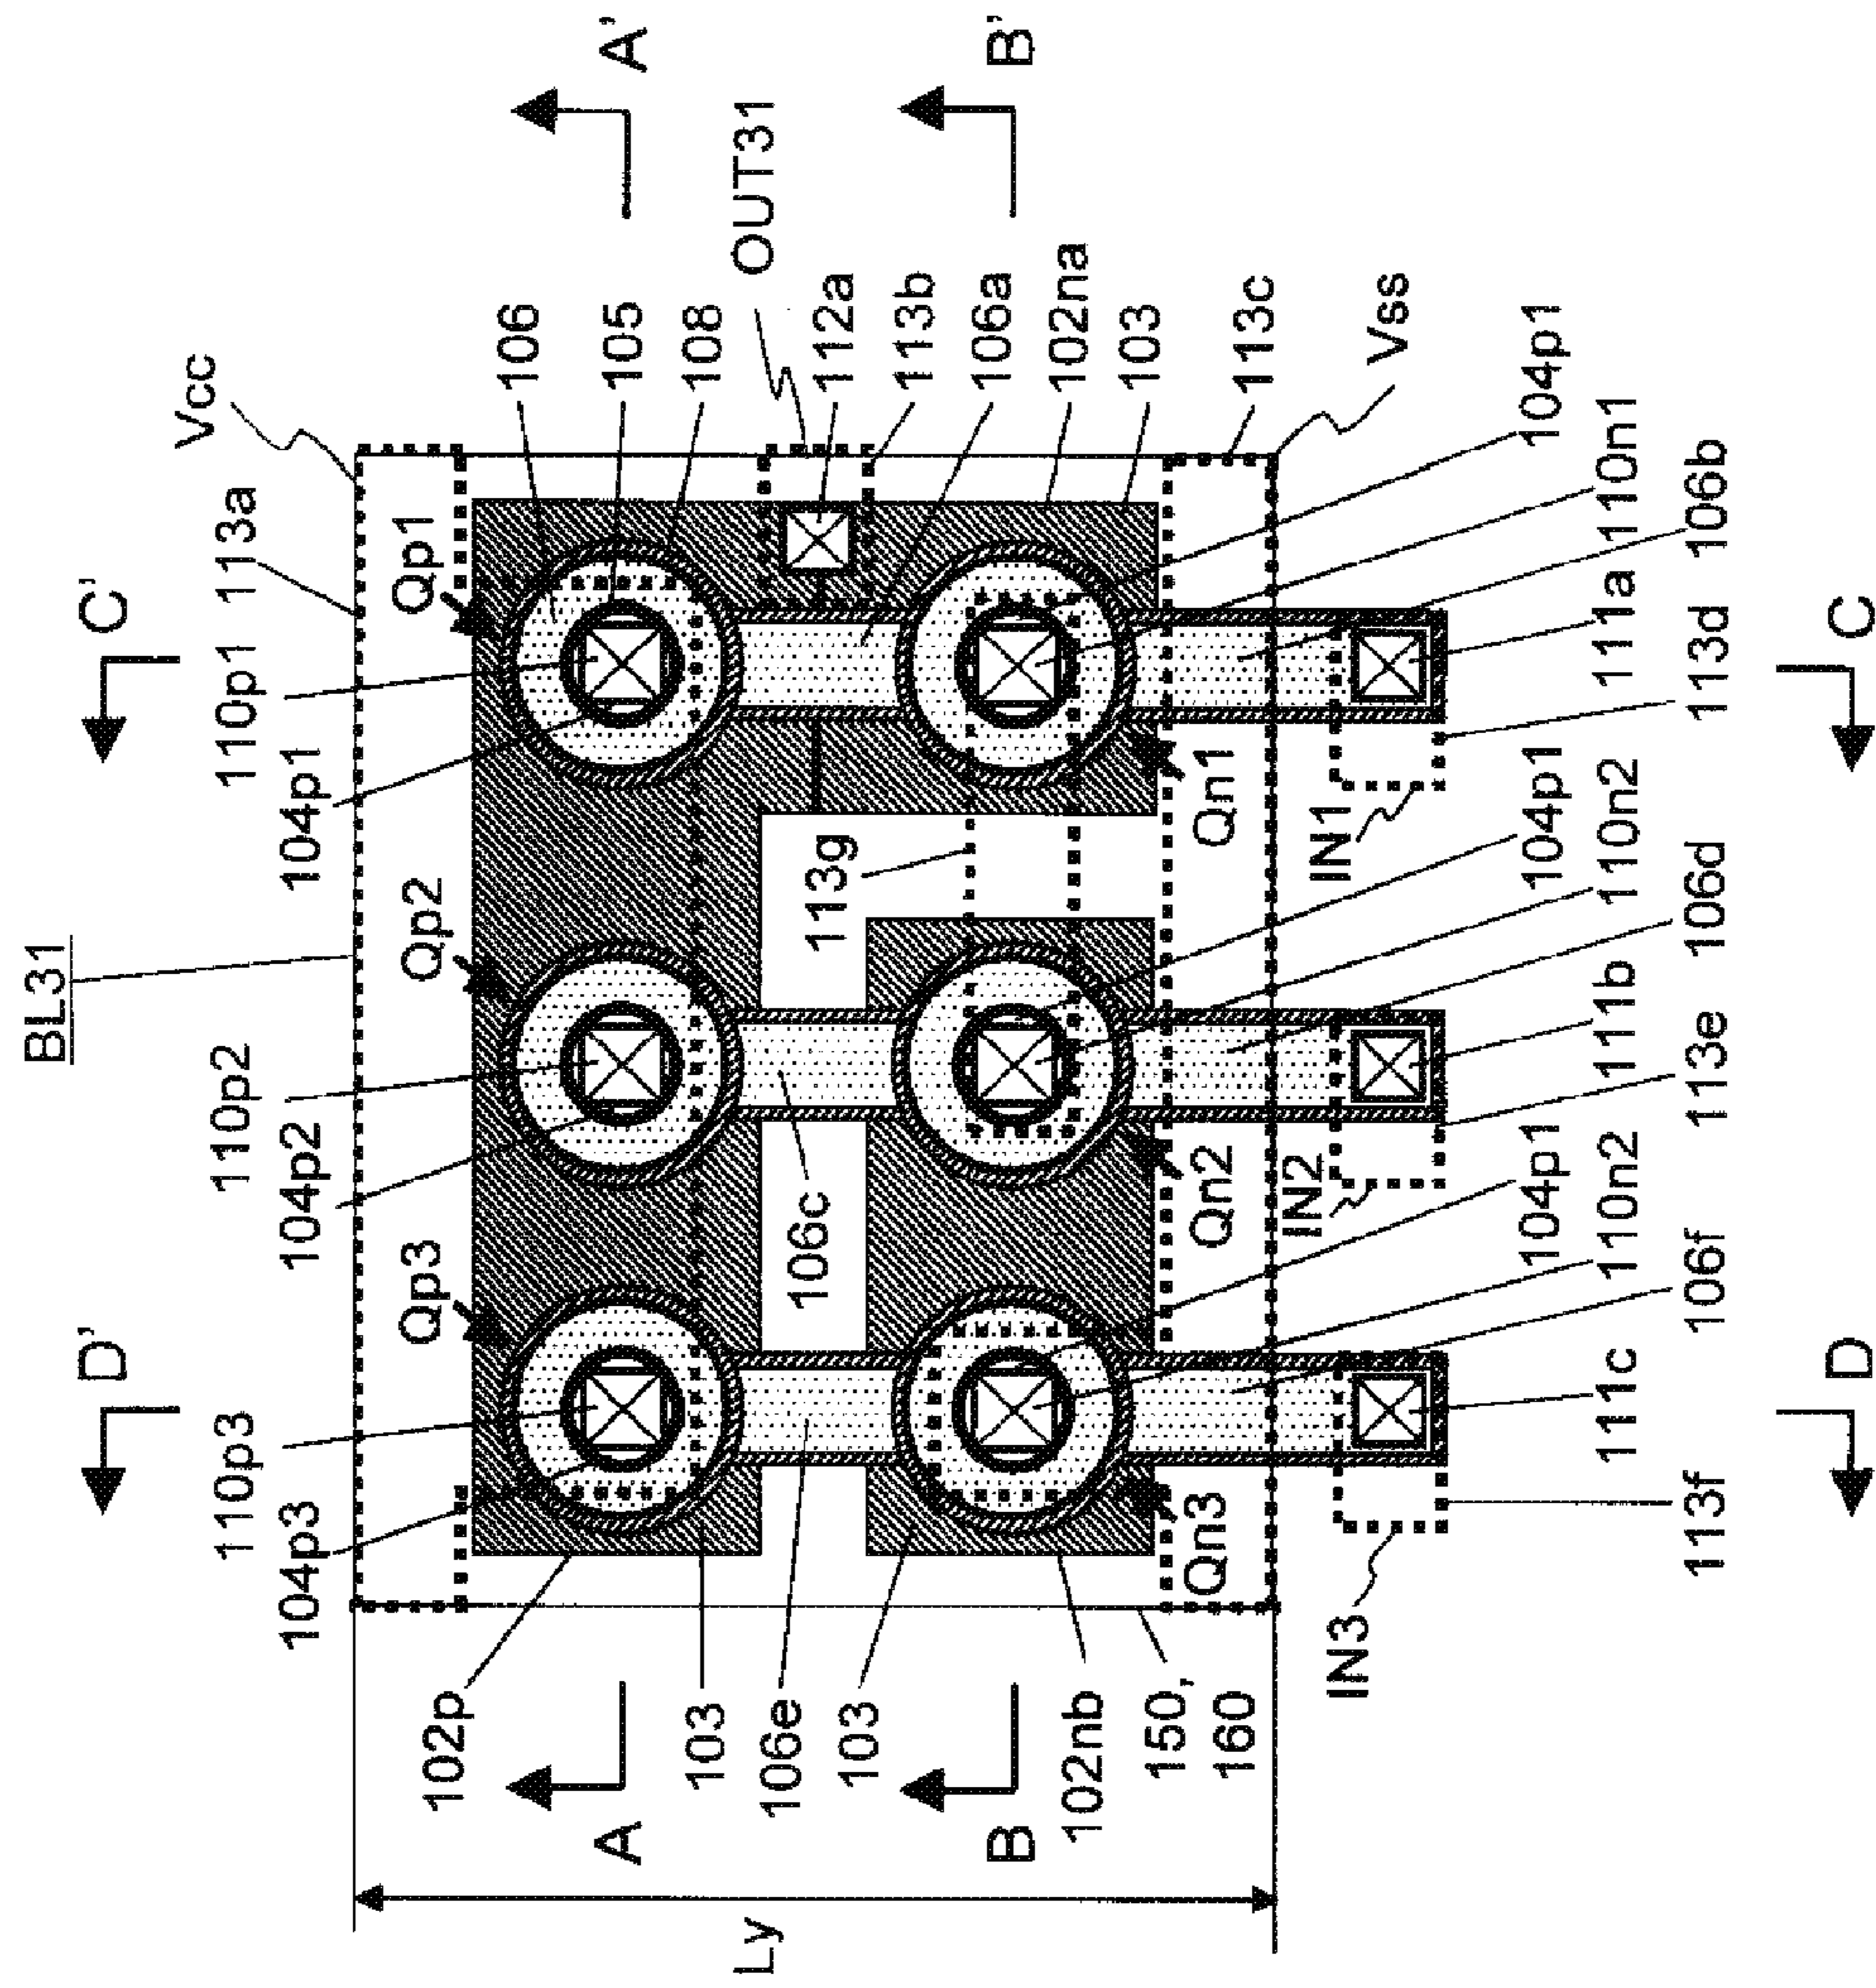 BL31
Vcc
C'
D'
113a
110p1
104p1
Qp1
110p2
104p2
Qp2
110p3
104p3
Qp3
A'
B'
OUT31
106
105
108
112a
113b
106a
102na
103
113c
Vss
104p1
110n1
106b
111a
113d
104p1
110n2
106d
111b
113e
104p1
110n2
106f
111c
113f
113g
106c
Qn1
Qn2
Qn3
IN1
IN2
IN3
102p
103
106e
103
102nb
150,
160
A
B
C
D
Ly